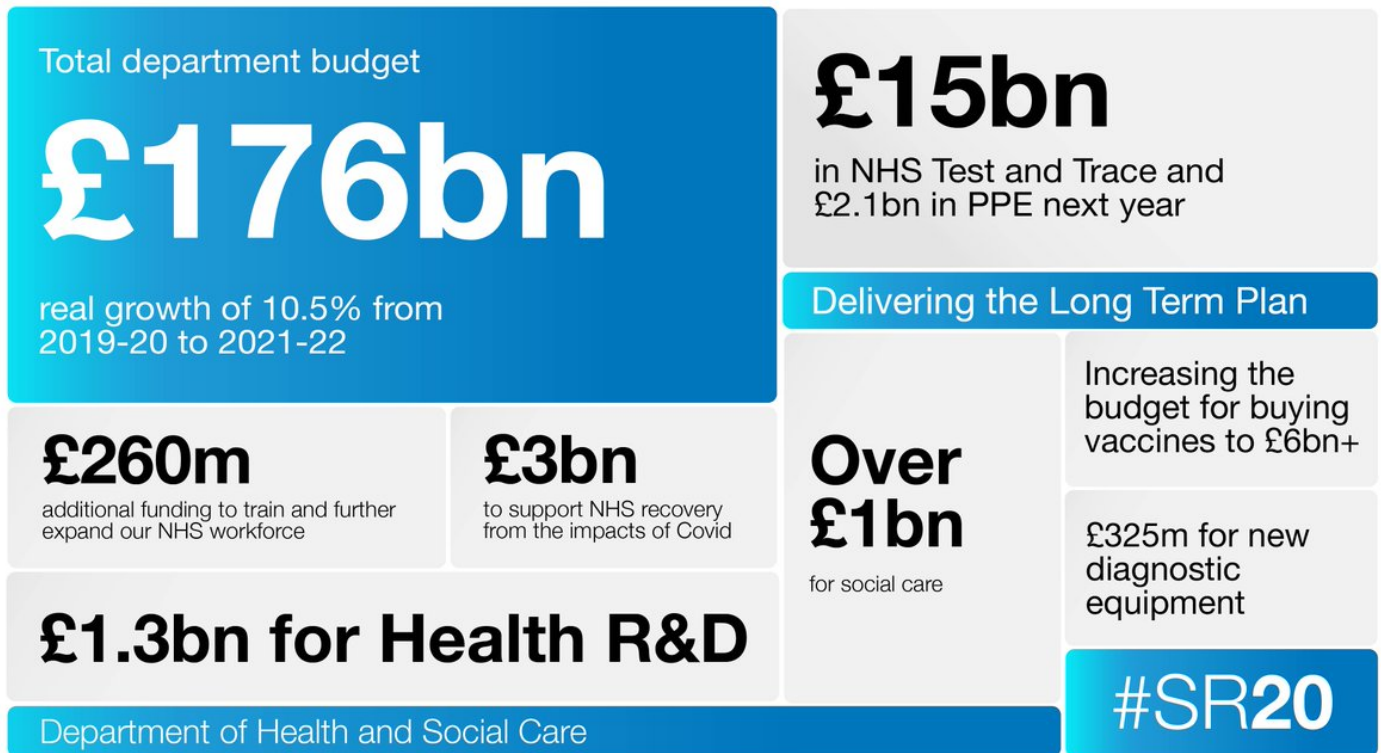 Total department budget
£176bn
real growth of 10.5% from
2019-20 to 2021-22
£15bn
in NHS Test and Trace and
£2.1bn in PPE next year
Delivering the Long Term Plan
£260m
additional funding to train and further
expand our NHS workforce
£3bn
to support NHS recovery
from the impacts of Covid
£1.3bn for Health R&D
Over
£1bn
for social care
Increasing the
budget for buying
vaccines to £6bn+
£325m for new
diagnostic
equipment
Department of Health and Social Care
#SR20